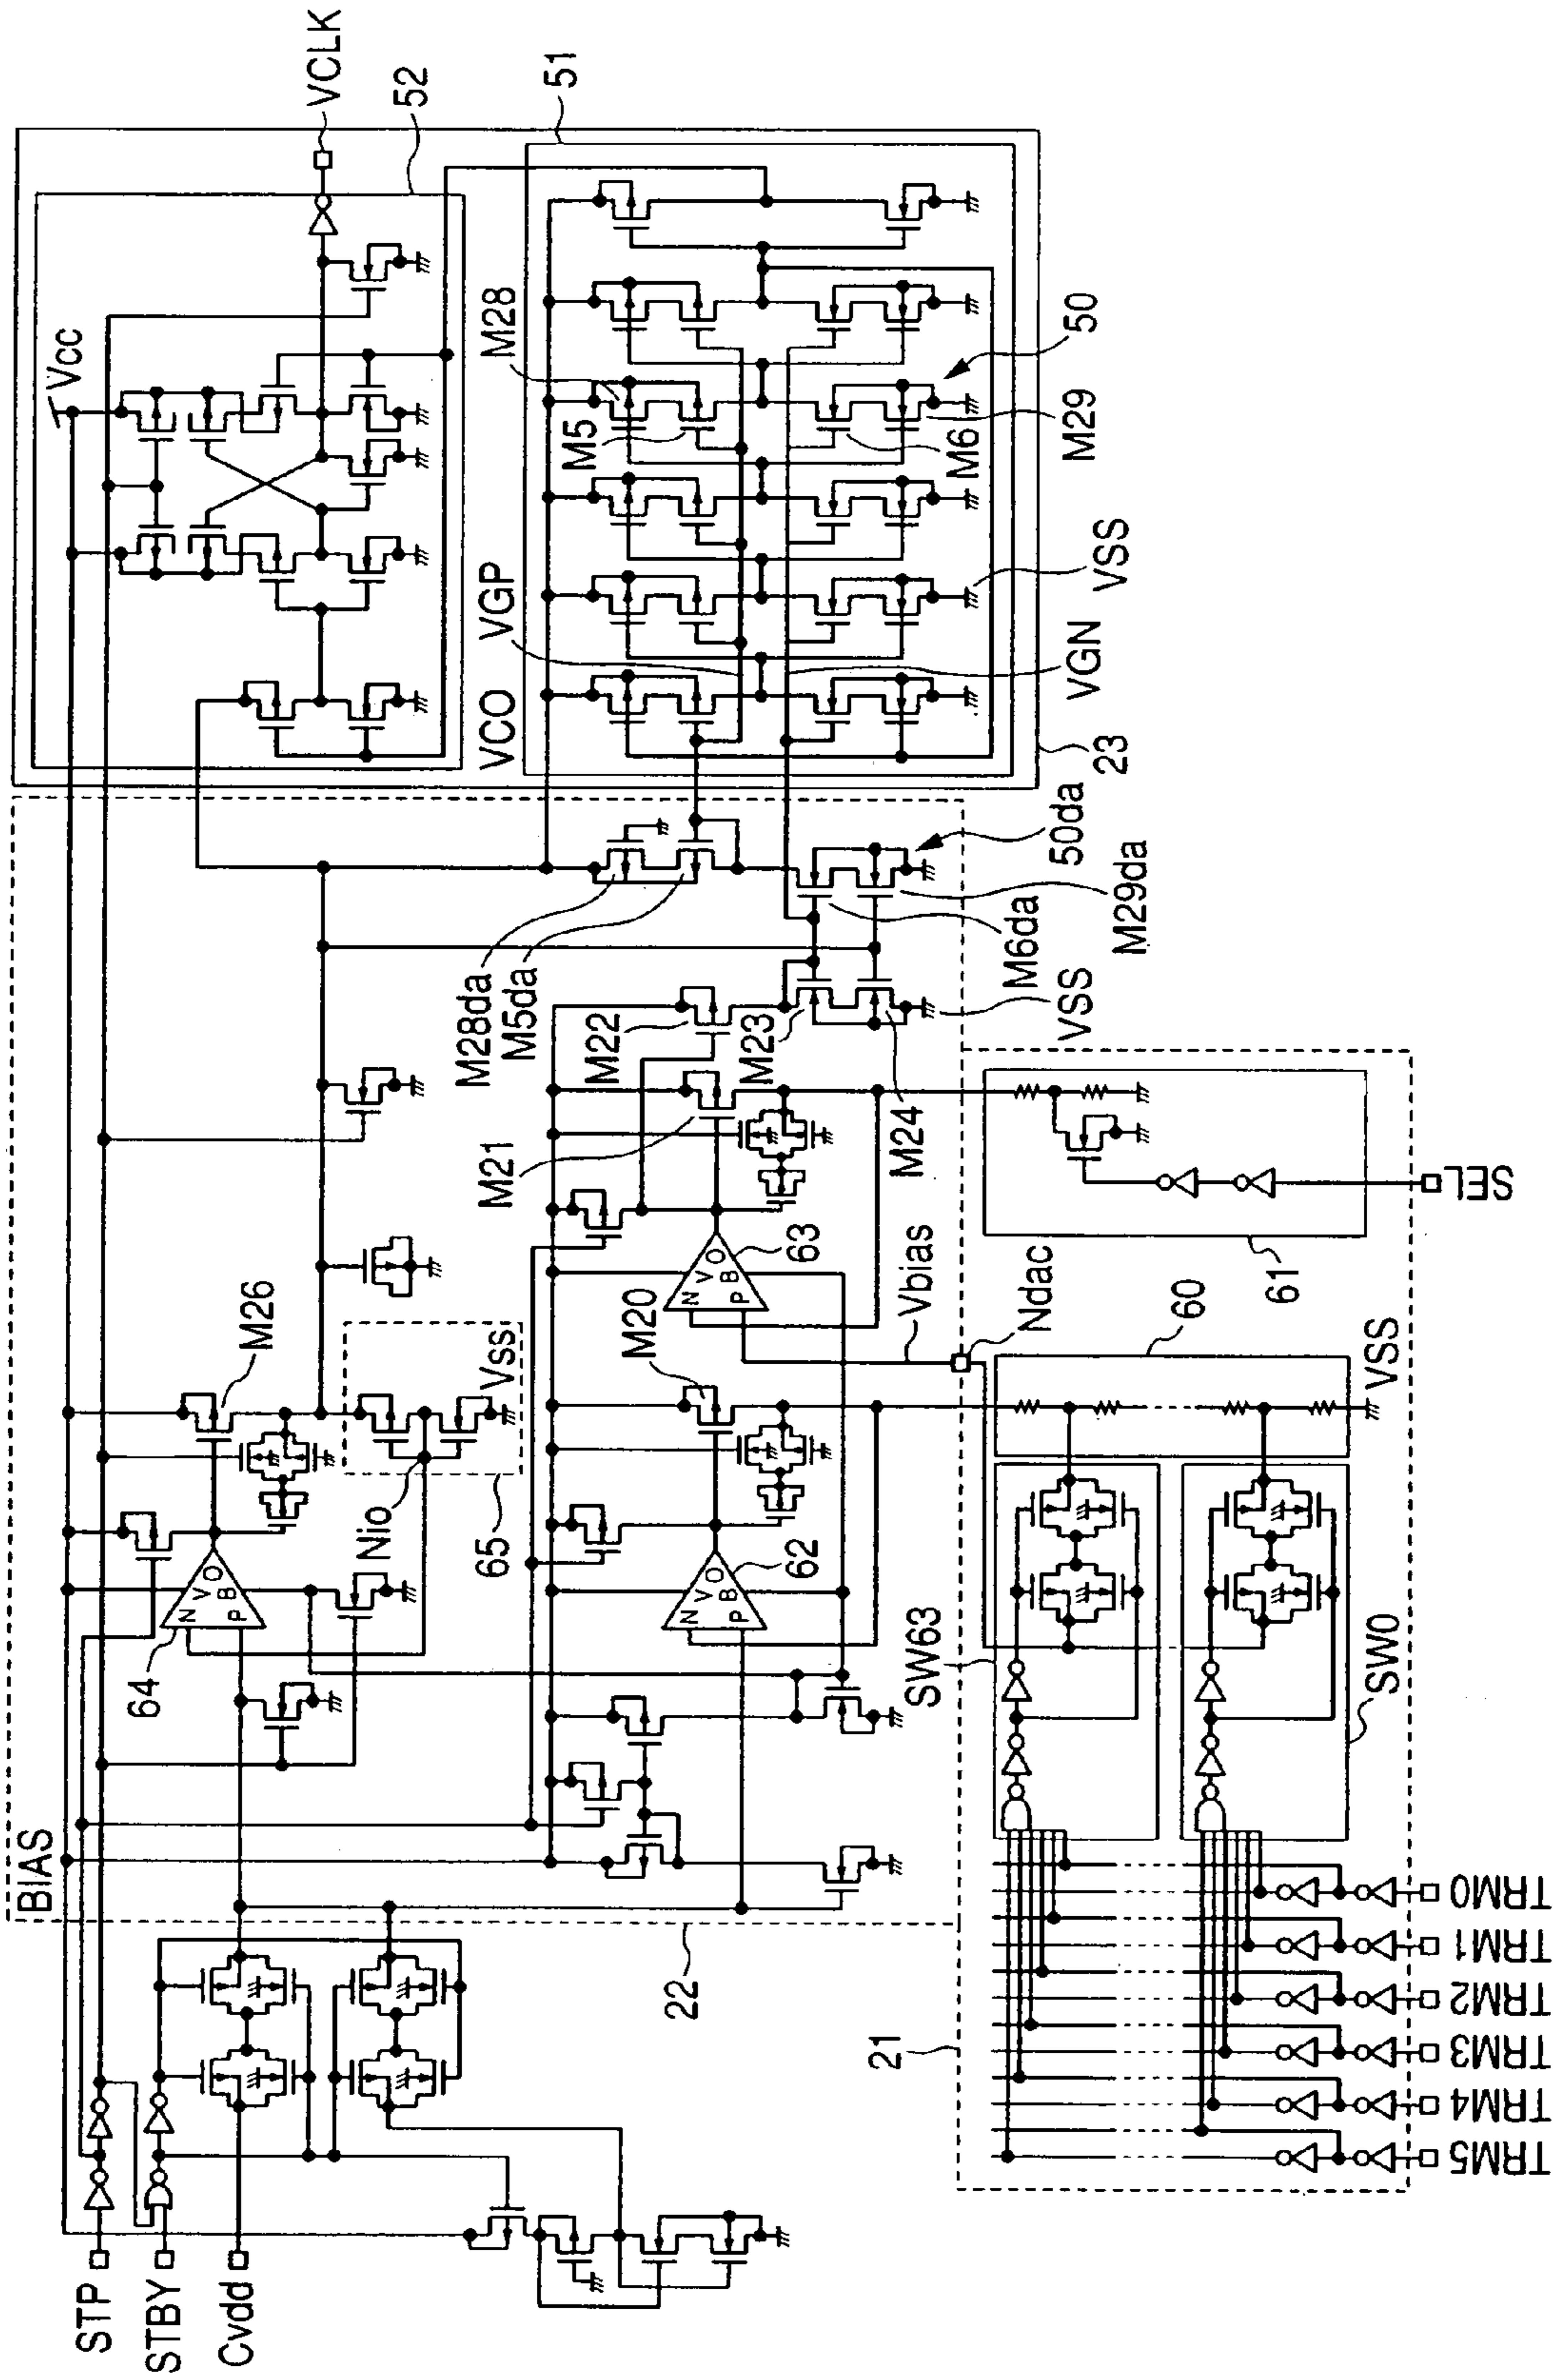 STP
STBY
Cvdd
BIAS
64
M26
Nio
65
Vss
N
P
V
B
O
Vcc
52
VCLK
VCO
VGP
M5
M28
51
50
M6
M29
VSS
VGN
23
M28da
M5da
50da
M29da
M6da
VSS
M22
M23
M24
M21
63
N
P
V
B
O
M20
62
N
P
V
B
O
Vbias
Ndac
22
21
SW63
SW0
60
VSS
61
SEL
TRM0
TRM1
TRM2
TRM3
TRM4
TRM5